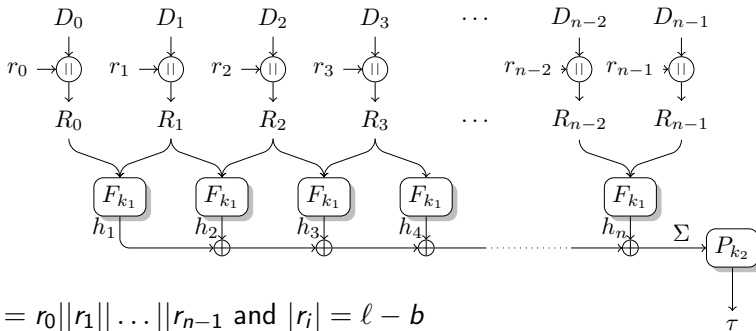 D_0 D_1 D_2 D_3 ... D_{n-2} D_{n-1}
r_0 || r_1 || r_2 || r_3 || r_{n-2} || r_{n-1} ||
R_0 R_1 R_2 R_3 ... R_{n-2} R_{n-1}
F_{k_1} F_{k_1} F_{k_1} F_{k_1} F_{k_1}
h_1 h_2 h_3 h_4 h_n Σ P_{k_2}
= r_0||r_1||...||r_{n-1} and |r_i| = ℓ − b
τ